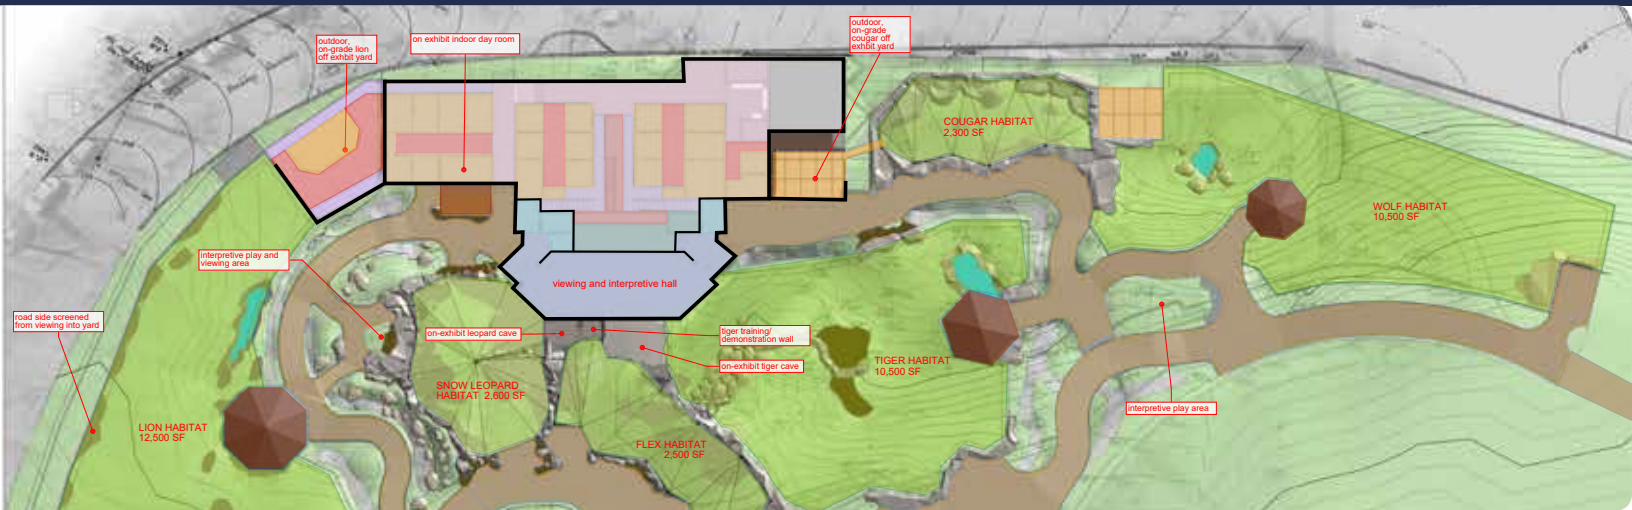 outdoor,
on-grade lion
off exhbit yard
on exhibit indoor day room
outdoor,
on-grade
cougar off
exhbit yard
COUGAR HABITAT
2,300 SF
WOLF HABITAT
10,500 SF
interpretive play and
viewing area
viewing and interpretive hall
road side screened
from viewing into yard
on-exhibit leopard cave
tiger training/
demonstration wall
on-exhibit tiger cave
TIGER HABITAT
10,500 SF
SNOW LEOPARD
HABITAT 2,600 SF
interpretive play area
LION HABITAT
12,500 SF
FLEX HABITAT
2,500 SF